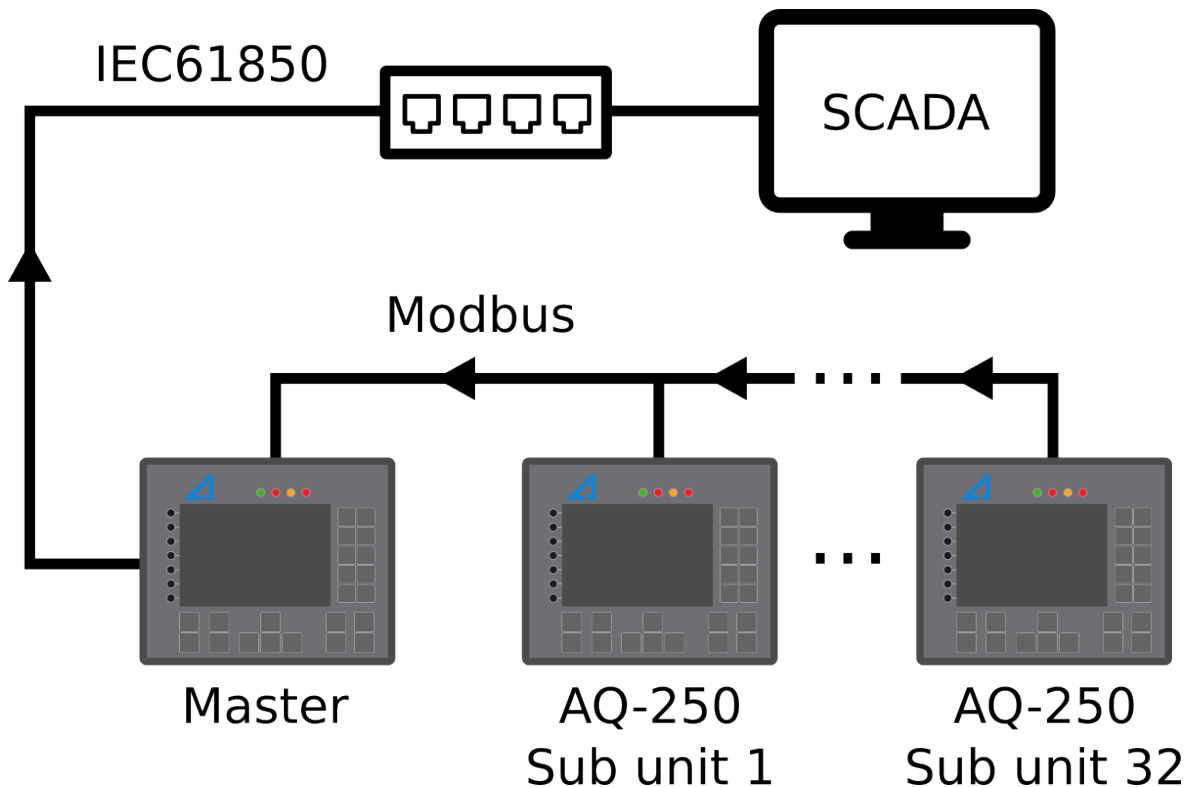 IEC61850
SCADA
Modbus
Master
AQ-250
Sub unit 1
AQ-250
Sub unit 32